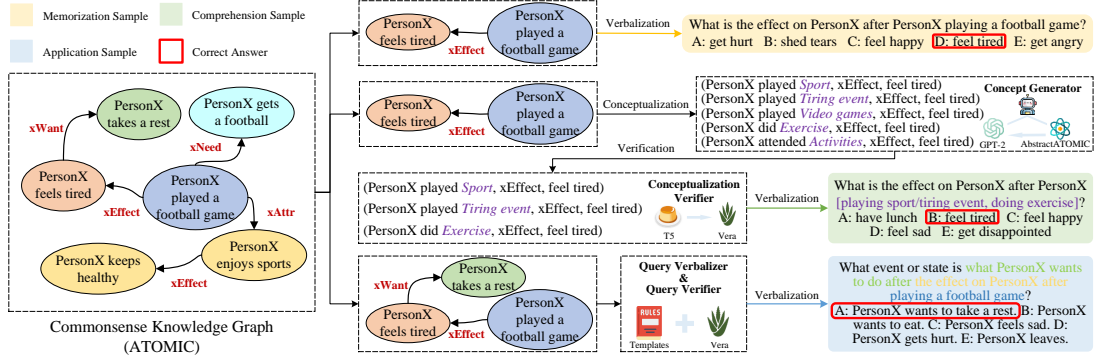 Memorization Sample
Comprehension Sample
Application Sample
Correct Answer
PersonX
takes a rest
PersonX gets
a football
xWant
xNeed
PersonX
feels tired
PersonX
played a
football game
xEffect
xAttr
PersonX keeps
healthy
PersonX
enjoys sports
xEffect
Commonsense Knowledge Graph
(ATOMIC)
PersonX
feels tired
PersonX
played a
football game
xEffect
Verbalization
What is the effect on PersonX after PersonX playing a football game?
A: get hurt B: shed tears C: feel happy D: feel tired E: get angry
PersonX
feels tired
PersonX
played a
football game
xEffect
Conceptualization
(PersonX played Sport, xEffect, feel tired)
(PersonX played Tiring event, xEffect, feel tired)
(PersonX played Video games, xEffect, feel tired)
(PersonX did Exercise, xEffect, feel tired)
(PersonX attended Activities, xEffect, feel tired)
Concept Generator
GPT-2
AbstractATOMIC
Verification
(PersonX played Sport, xEffect, feel tired)
(PersonX played Tiring event, xEffect, feel tired)
(PersonX did Exercise, xEffect, feel tired)
Conceptualization
Verifier
T5
Vera
Verbalization
What is the effect on PersonX after PersonX
[playing sport/tiring event, doing exercise]?
A: have lunch B: feel tired C: feel happy
D: feel sad E: get disappointed
PersonX
takes a rest
xWant
PersonX
feels tired
PersonX
played a
football game
xEffect
Query Verbalizer
&
Query Verifier
RULES
Templates
Vera
Verbalization
What event or state is what PersonX wants
to do after the effect on PersonX after
playing a football game?
A: PersonX wants to take a rest. B: PersonX
wants to eat. C: PersonX feels sad. D:
PersonX gets hurt. E: PersonX leaves.